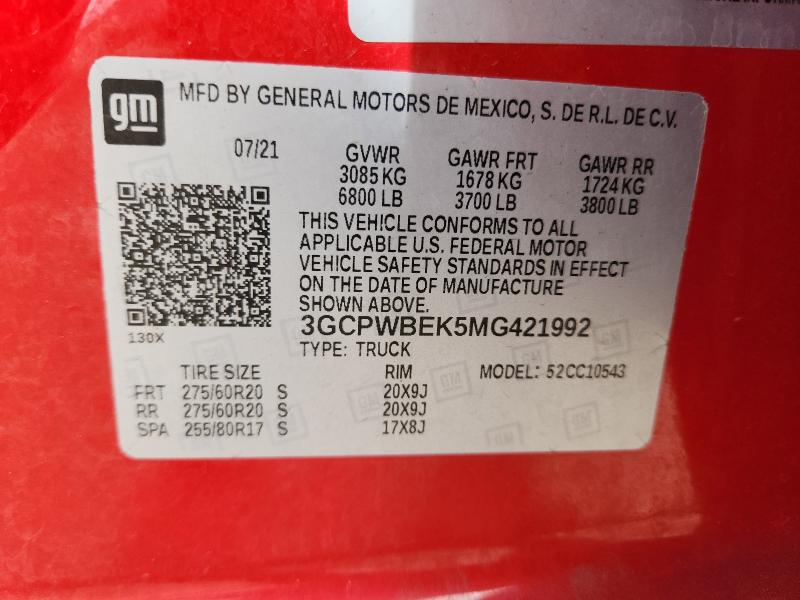 gm
MFD BY GENERAL MOTORS DE MEXICO, S. DE R.L. DE C.V.
07/21
GVWR GAWR FRT GAWR RR
3085 KG 1678 KG 1724 KG
6800 LB 3700 LB 3800 LB
THIS VEHICLE CONFORMS TO ALL
APPLICABLE U.S. FEDERAL MOTOR
VEHICLE SAFETY STANDARDS IN EFFECT
ON THE DATE OF MANUFACTURE
SHOWN ABOVE.
130X
3GCPWBEK5MG421992
TYPE: TRUCK
TIRE SIZE RIM MODEL: 52CC10543
FRT 275/60R20 S 20X9J
RR 275/60R20 S 20X9J
SPA 255/80R17 S 17X8J